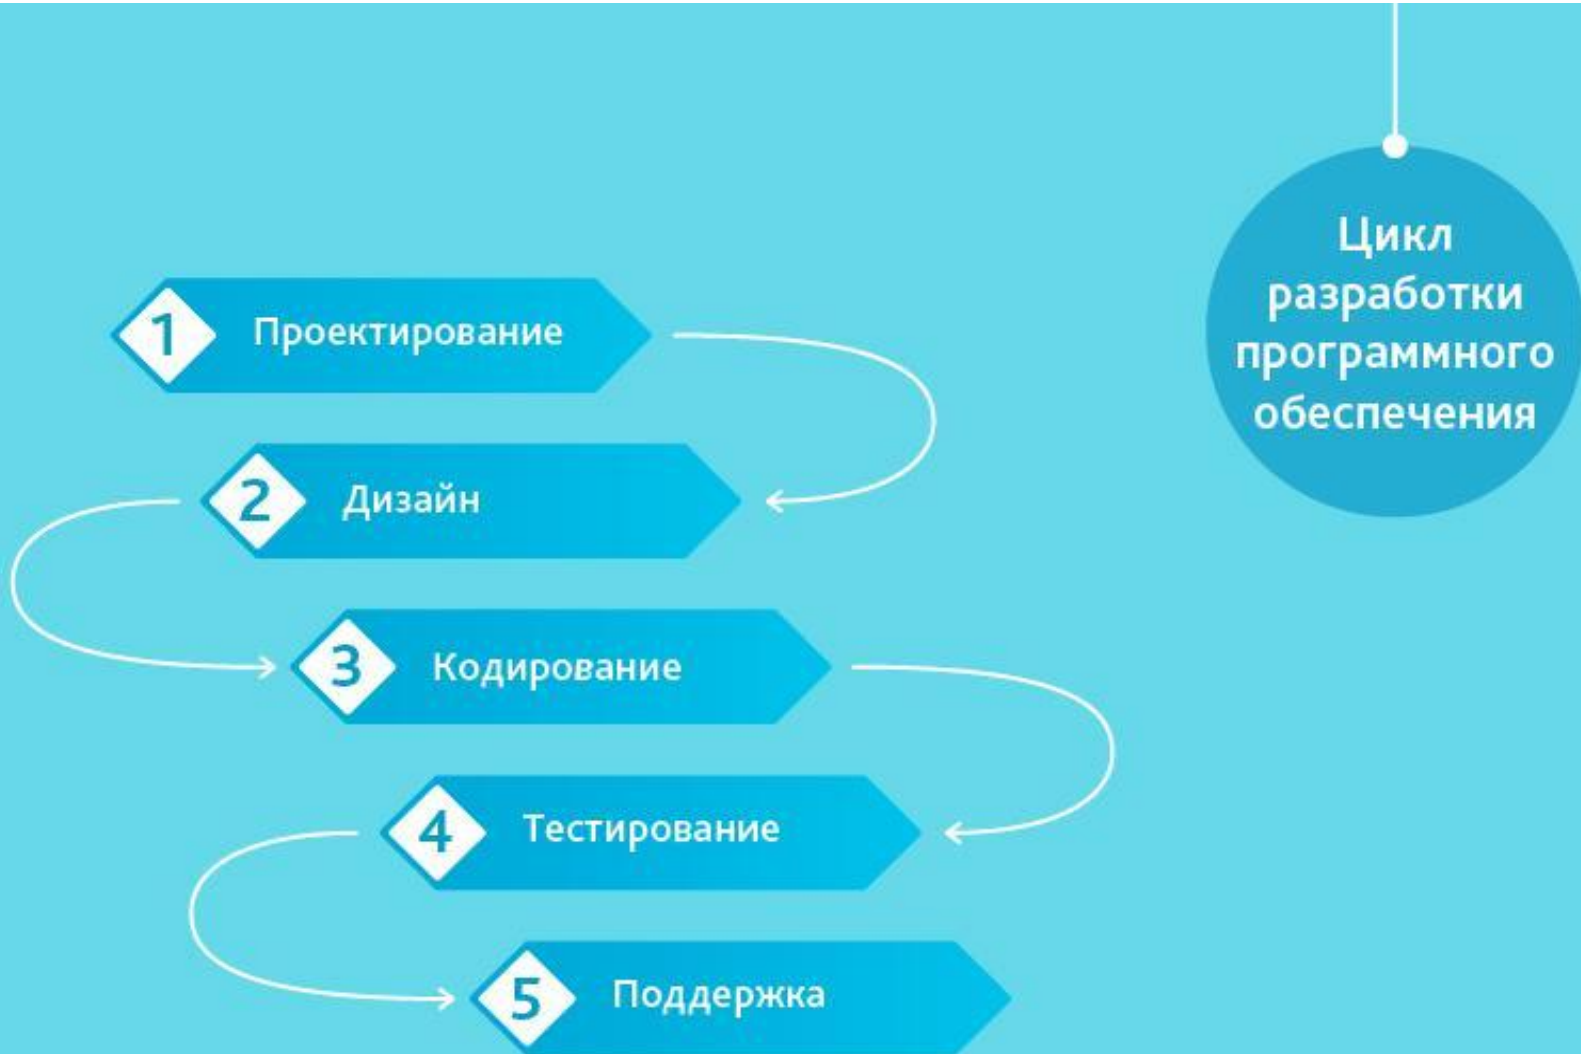 Цикл
разработки
программного
обеспечения
1 Проектирование
2 Дизайн
3 Кодирование
4 Тестирование
5 Поддержка